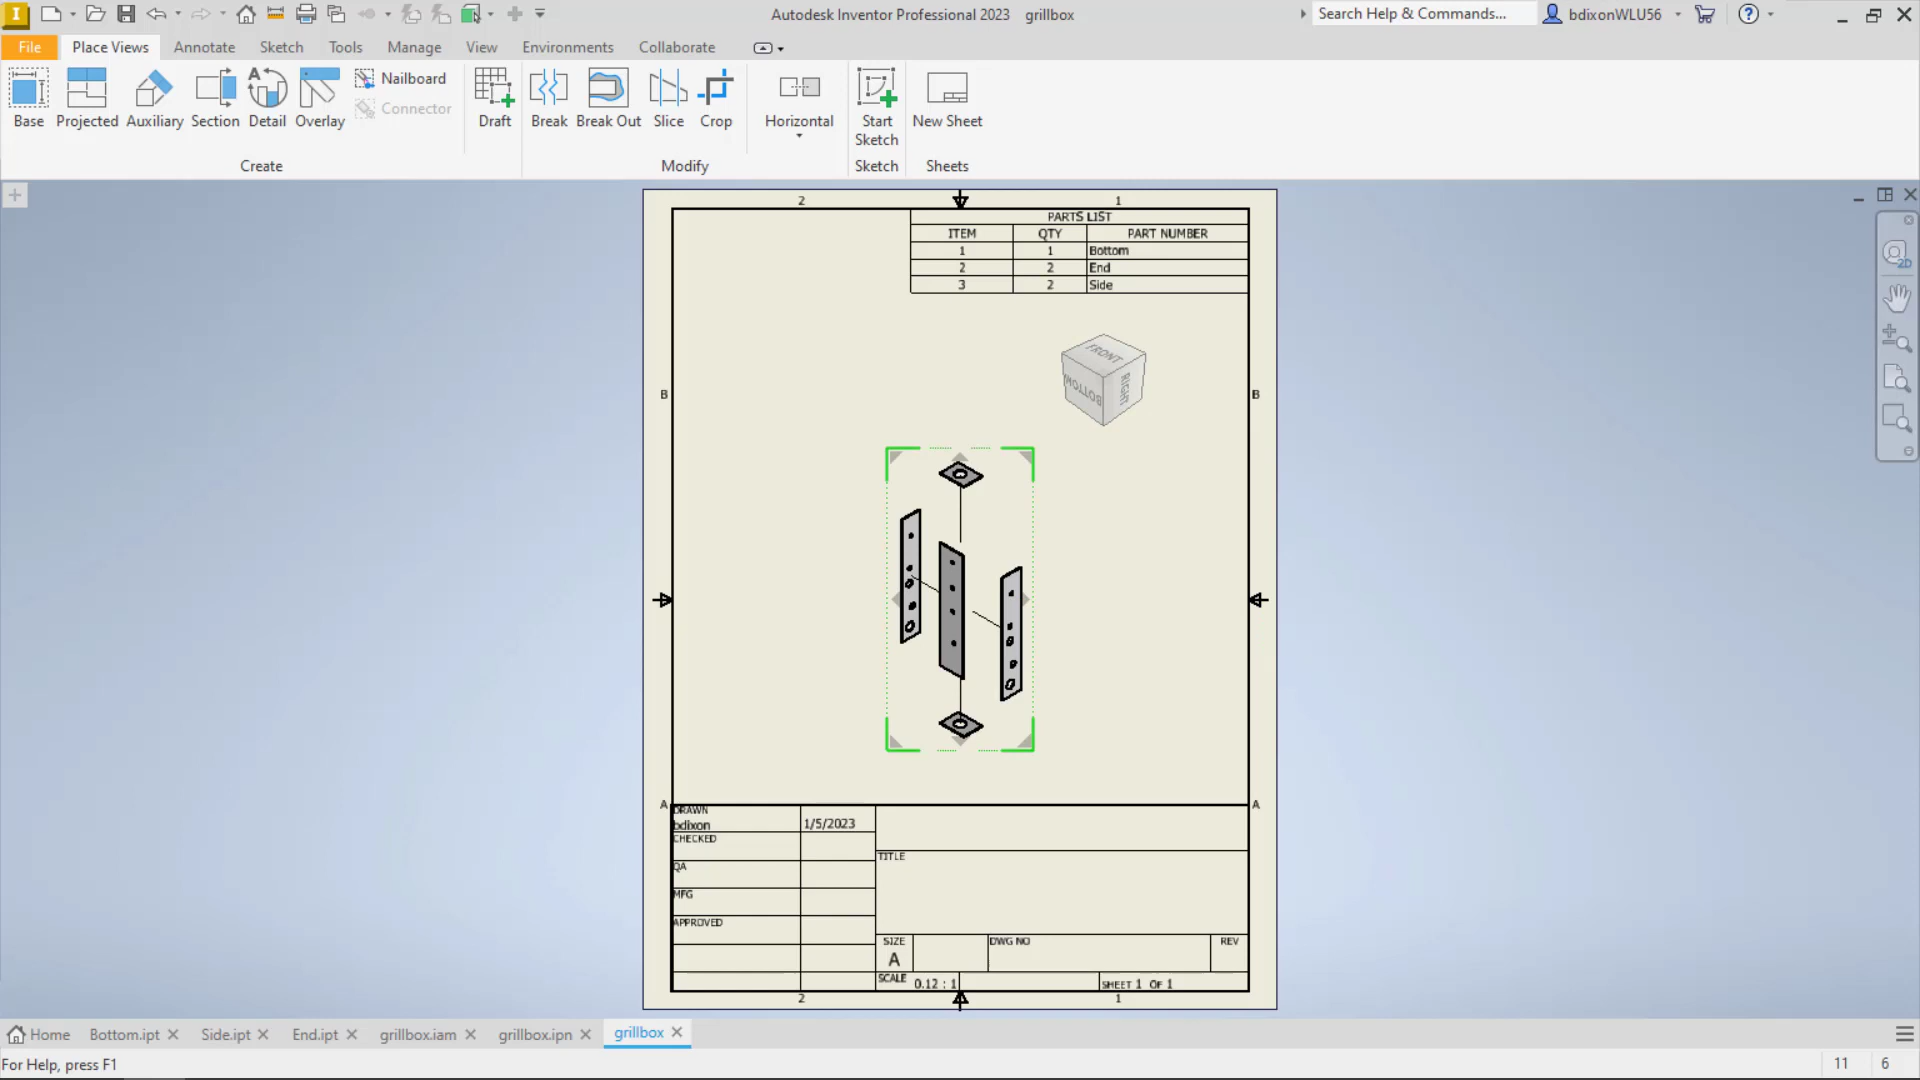 Autodesk Inventor Professional 2023 grillbox
Search Help & Commands...
bdixonWLU56
File
Place Views
Annotate
Sketch
Tools
Manage
View
Environments
Collaborate
Base
Projected
Auxiliary
Section
Detail
Overlay
Nailboard
Connector
Draft
Break
Break Out
Slice
Crop
Horizontal
Start
Sketch
New Sheet
Create
Modify
Sketch
Sheets
2
1
PARTS LIST
ITEM QTY PART NUMBER
1 1 Bottom
2 2 End
3 2 Side
FRONT
BOTTOM
RIGHT
B
B
A
A
DRAWN
bdixon
1/5/2023
CHECKED
QA
MFG
APPROVED
TITLE
SIZE
A
DWG NO
REV
SCALE 0.12 : 1
SHEET 1 OF 1
2
1
2D
Home
Bottom.ipt
Side.ipt
End.ipt
grillbox.iam
grillbox.ipn
grillbox
For Help, press F1
11 6